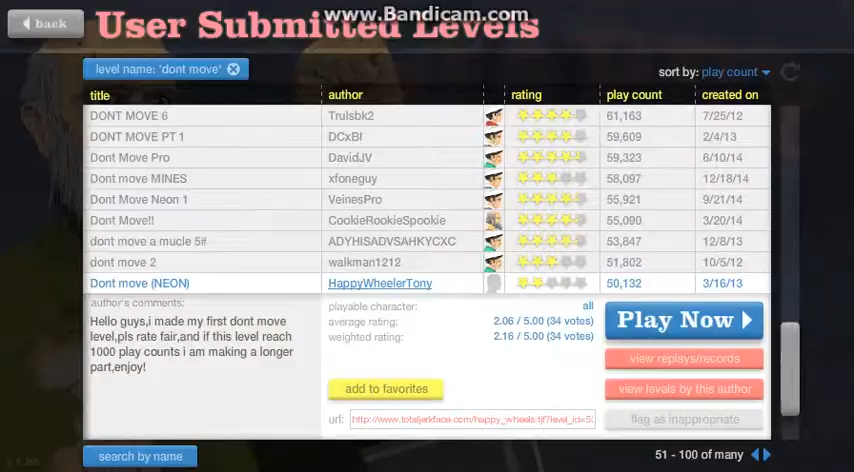 www.Bandicam.com
back
User Submitted Levels
level name: 'dont move'
sort by: play count
title author rating play count created on
DONT MOVE 6 Trulsbk2 61,163 7/25/12
DONT MOVE PT 1 DCxBl 59,609 2/4/13
Dont Move Pro DavidJV 59,323 6/10/14
Dont move MINES xfoneguy 58,097 12/18/14
Dont Move Neon 1 VeinesPro 55,921 9/21/14
Dont Move!! CookieRookieSpookie 55,090 3/20/14
dont move a mucle 5# ADYHISADVSAHKYCXC 53,847 12/8/13
dont move 2 walkman1212 51,802 10/5/12
Dont move (NEON) HappyWheelerTony 50,132 3/16/13
author's comments:
Hello guys,i made my first dont move
level,pls rate fair,and if this level reach
1000 play counts i am making a longer
part,enjoy!
playable character: all
average rating: 2.06 / 5.00 (34 votes)
weighted rating: 2.16 / 5.00 (34 votes)
add to favorites
url: http://www.totaljerkface.com/happy_wheels.tjf?level_id=5
Play Now
view replays/records
view levels by this author
flag as inappropriate
search by name
51 - 100 of many